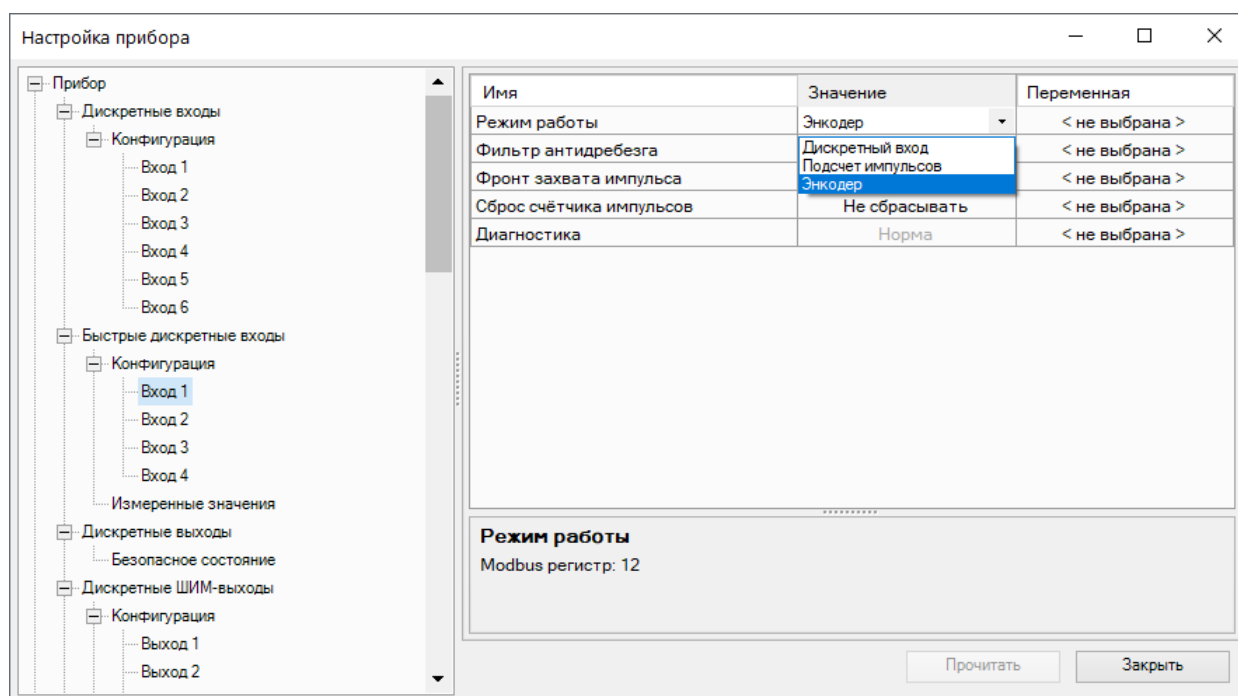 Настройка прибора
Прибор
Дискретные входы
Конфигурация
Вход 1
Вход 2
Вход 3
Вход 4
Вход 5
Вход 6
Быстрые дискретные входы
Конфигурация
Вход 1
Вход 2
Вход 3
Вход 4
Измеренные значения
Дискретные выходы
Безопасное состояние
Дискретные ШИМ-выходы
Конфигурация
Выход 1
Выход 2
Имя Значение Переменная
Режим работы Энкодер < не выбрана >
Фильтр антидребезга Дискретный вход < не выбрана >
Подсчет импульсов
Фронт захвата импульса Энкодер < не выбрана >
Сброс счётчика импульсов Не сбрасывать < не выбрана >
Диагностика Норма < не выбрана >
Режим работы
Modbus регистр: 12
Прочитать Закрыть